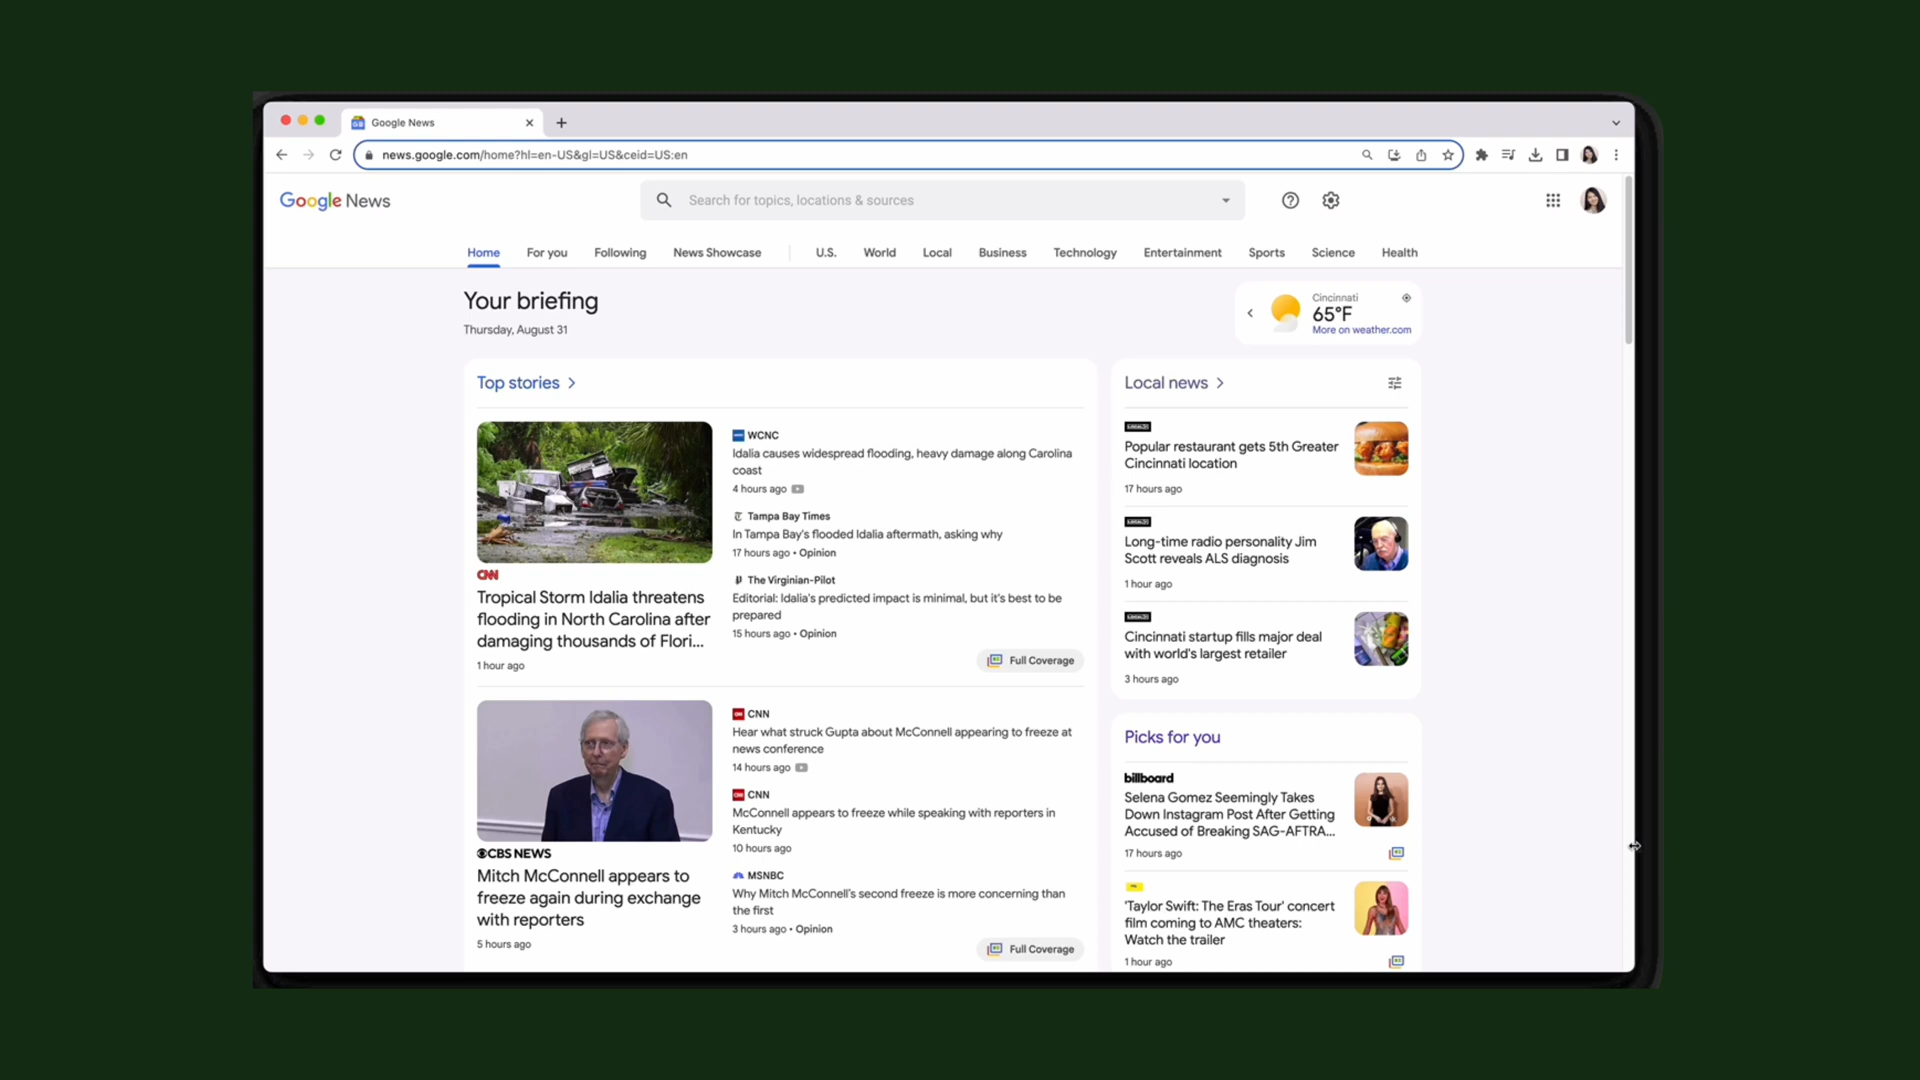 Google News
news.google.com/home?hl=en-US&gl=US&ceid=US:en
Google News
Search for topics, locations & sources
Home For you Following News Showcase U.S. World Local Business Technology Entertainment Sports Science Health
Your briefing
Thursday, August 31
Cincinnati
65°F
More on weather.com
Top stories
CNN
Tropical Storm Idalia threatens
flooding in North Carolina after
damaging thousands of Flori...
1 hour ago
WCNC
Idalia causes widespread flooding, heavy damage along Carolina
coast
4 hours ago
Tampa Bay Times
In Tampa Bay's flooded Idalia aftermath, asking why
17 hours ago • Opinion
The Virginian-Pilot
Editorial: Idalia's predicted impact is minimal, but it's best to be
prepared
15 hours ago • Opinion
Full Coverage
CBS NEWS
Mitch McConnell appears to
freeze again during exchange
with reporters
5 hours ago
CNN
Hear what struck Gupta about McConnell appearing to freeze at
news conference
14 hours ago
CNN
McConnell appears to freeze while speaking with reporters in
Kentucky
10 hours ago
MSNBC
Why Mitch McConnell's second freeze is more concerning than
the first
3 hours ago • Opinion
Full Coverage
Local news
Popular restaurant gets 5th Greater
Cincinnati location
17 hours ago
Long-time radio personality Jim
Scott reveals ALS diagnosis
1 hour ago
Cincinnati startup fills major deal
with world's largest retailer
3 hours ago
Picks for you
billboard
Selena Gomez Seemingly Takes
Down Instagram Post After Getting
Accused of Breaking SAG-AFTRA...
17 hours ago
'Taylor Swift: The Eras Tour' concert
film coming to AMC theaters:
Watch the trailer
1 hour ago